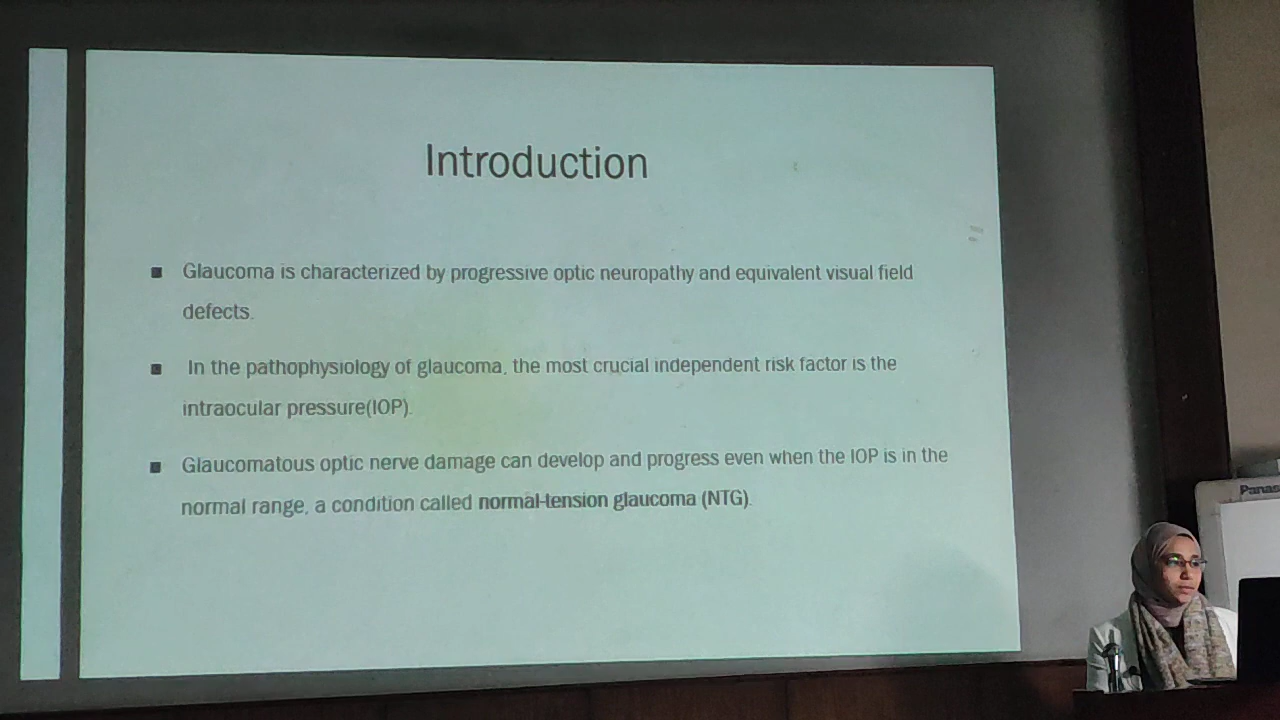 Introduction
■ Glaucoma is characterized by progressive optic neuropathy and equivalent visual field
defects.
■ In the pathophysiology of glaucoma, the most crucial independent risk factor is the
intraocular pressure(IOP).
■ Glaucomatous optic nerve damage can develop and progress even when the IOP is in the
normal range, a condition called normal-tension glaucoma (NTG).
Panas